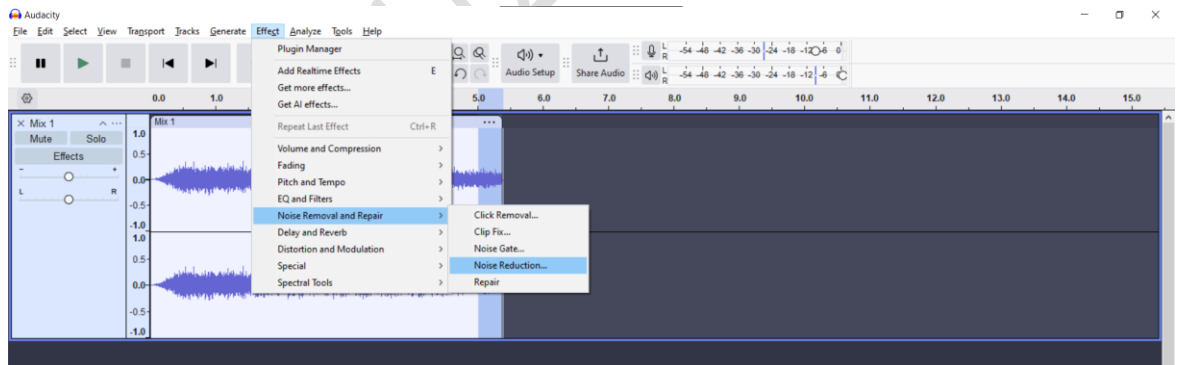 Audacity
File Edit Select View Transport Tracks Generate Effect Analyze Tools Help
Audio Setup
Share Audio
L R -54 -48 -42 -36 -30 -24 -18 -12 -6 0
L R -54 -48 -42 -36 -30 -24 -18 -12 -6
0.0 1.0 5.0 6.0 7.0 8.0 9.0 10.0 11.0 12.0 13.0 14.0 15.0
Mix 1 ...
Mute Solo
Effects
- +
L R
1.0
0.5
0.0
-0.5
-1.0
1.0
0.5
0.0
-0.5
-1.0
Mix 1 ...
Plugin Manager
Add Realtime Effects E
Get more effects...
Get AI effects...
Repeat Last Effect Ctrl+R
Volume and Compression
Fading
Pitch and Tempo
EQ and Filters
Noise Removal and Repair
Delay and Reverb
Distortion and Modulation
Special
Spectral Tools
Click Removal...
Clip Fix...
Noise Gate...
Noise Reduction...
Repair